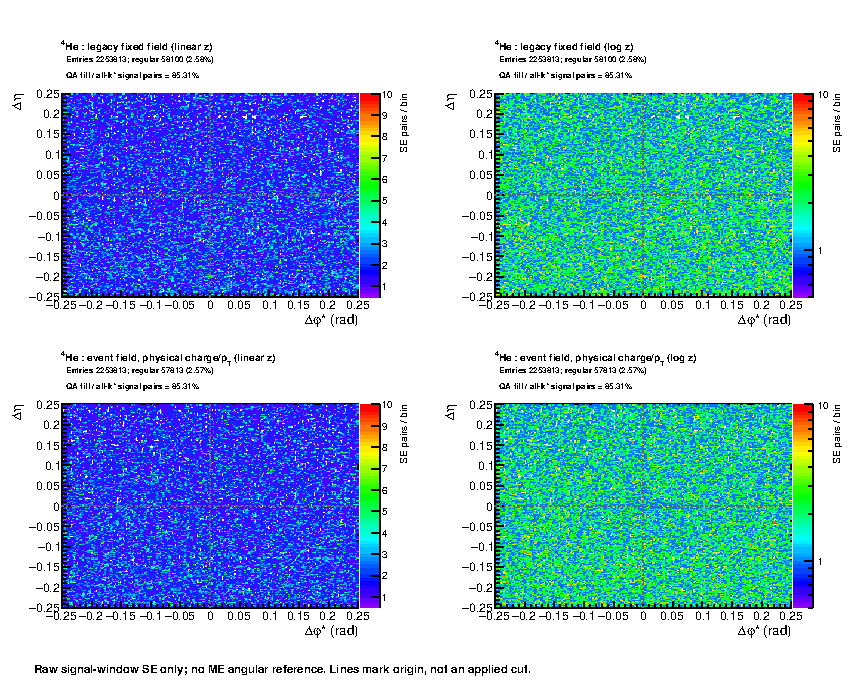 4He : legacy fixed field (linear z)
Entries 2253813; regular 58100 (2.58%)
QA fill / all-k* signal pairs = 85.31%
Δη
0.25
0.2
0.15
0.1
0.05
0
−0.05
−0.1
−0.15
−0.2
−0.25
−0.25 −0.2 −0.15 −0.1 −0.05 0 0.05 0.1 0.15 0.2 0.25
Δφ* (rad)
10
9
8
7
6
5
4
3
2
1
SE pairs / bin
4He : legacy fixed field (log z)
Entries 2253813; regular 58100 (2.58%)
QA fill / all-k* signal pairs = 85.31%
Δη
0.25
0.2
0.15
0.1
0.05
0
−0.05
−0.1
−0.15
−0.2
−0.25
−0.25 −0.2 −0.15 −0.1 −0.05 0 0.05 0.1 0.15 0.2 0.25
Δφ* (rad)
10
1
SE pairs / bin
4He : event field, physical charge/pT (linear z)
Entries 2253813; regular 57813 (2.57%)
QA fill / all-k* signal pairs = 85.31%
Δη
0.25
0.2
0.15
0.1
0.05
0
−0.05
−0.1
−0.15
−0.2
−0.25
−0.25 −0.2 −0.15 −0.1 −0.05 0 0.05 0.1 0.15 0.2 0.25
Δφ* (rad)
10
9
8
7
6
5
4
3
2
1
SE pairs / bin
4He : event field, physical charge/pT (log z)
Entries 2253813; regular 57813 (2.57%)
QA fill / all-k* signal pairs = 85.31%
Δη
0.25
0.2
0.15
0.1
0.05
0
−0.05
−0.1
−0.15
−0.2
−0.25
−0.25 −0.2 −0.15 −0.1 −0.05 0 0.05 0.1 0.15 0.2 0.25
Δφ* (rad)
10
1
SE pairs / bin
Raw signal-window SE only; no ME angular reference. Lines mark origin, not an applied cut.